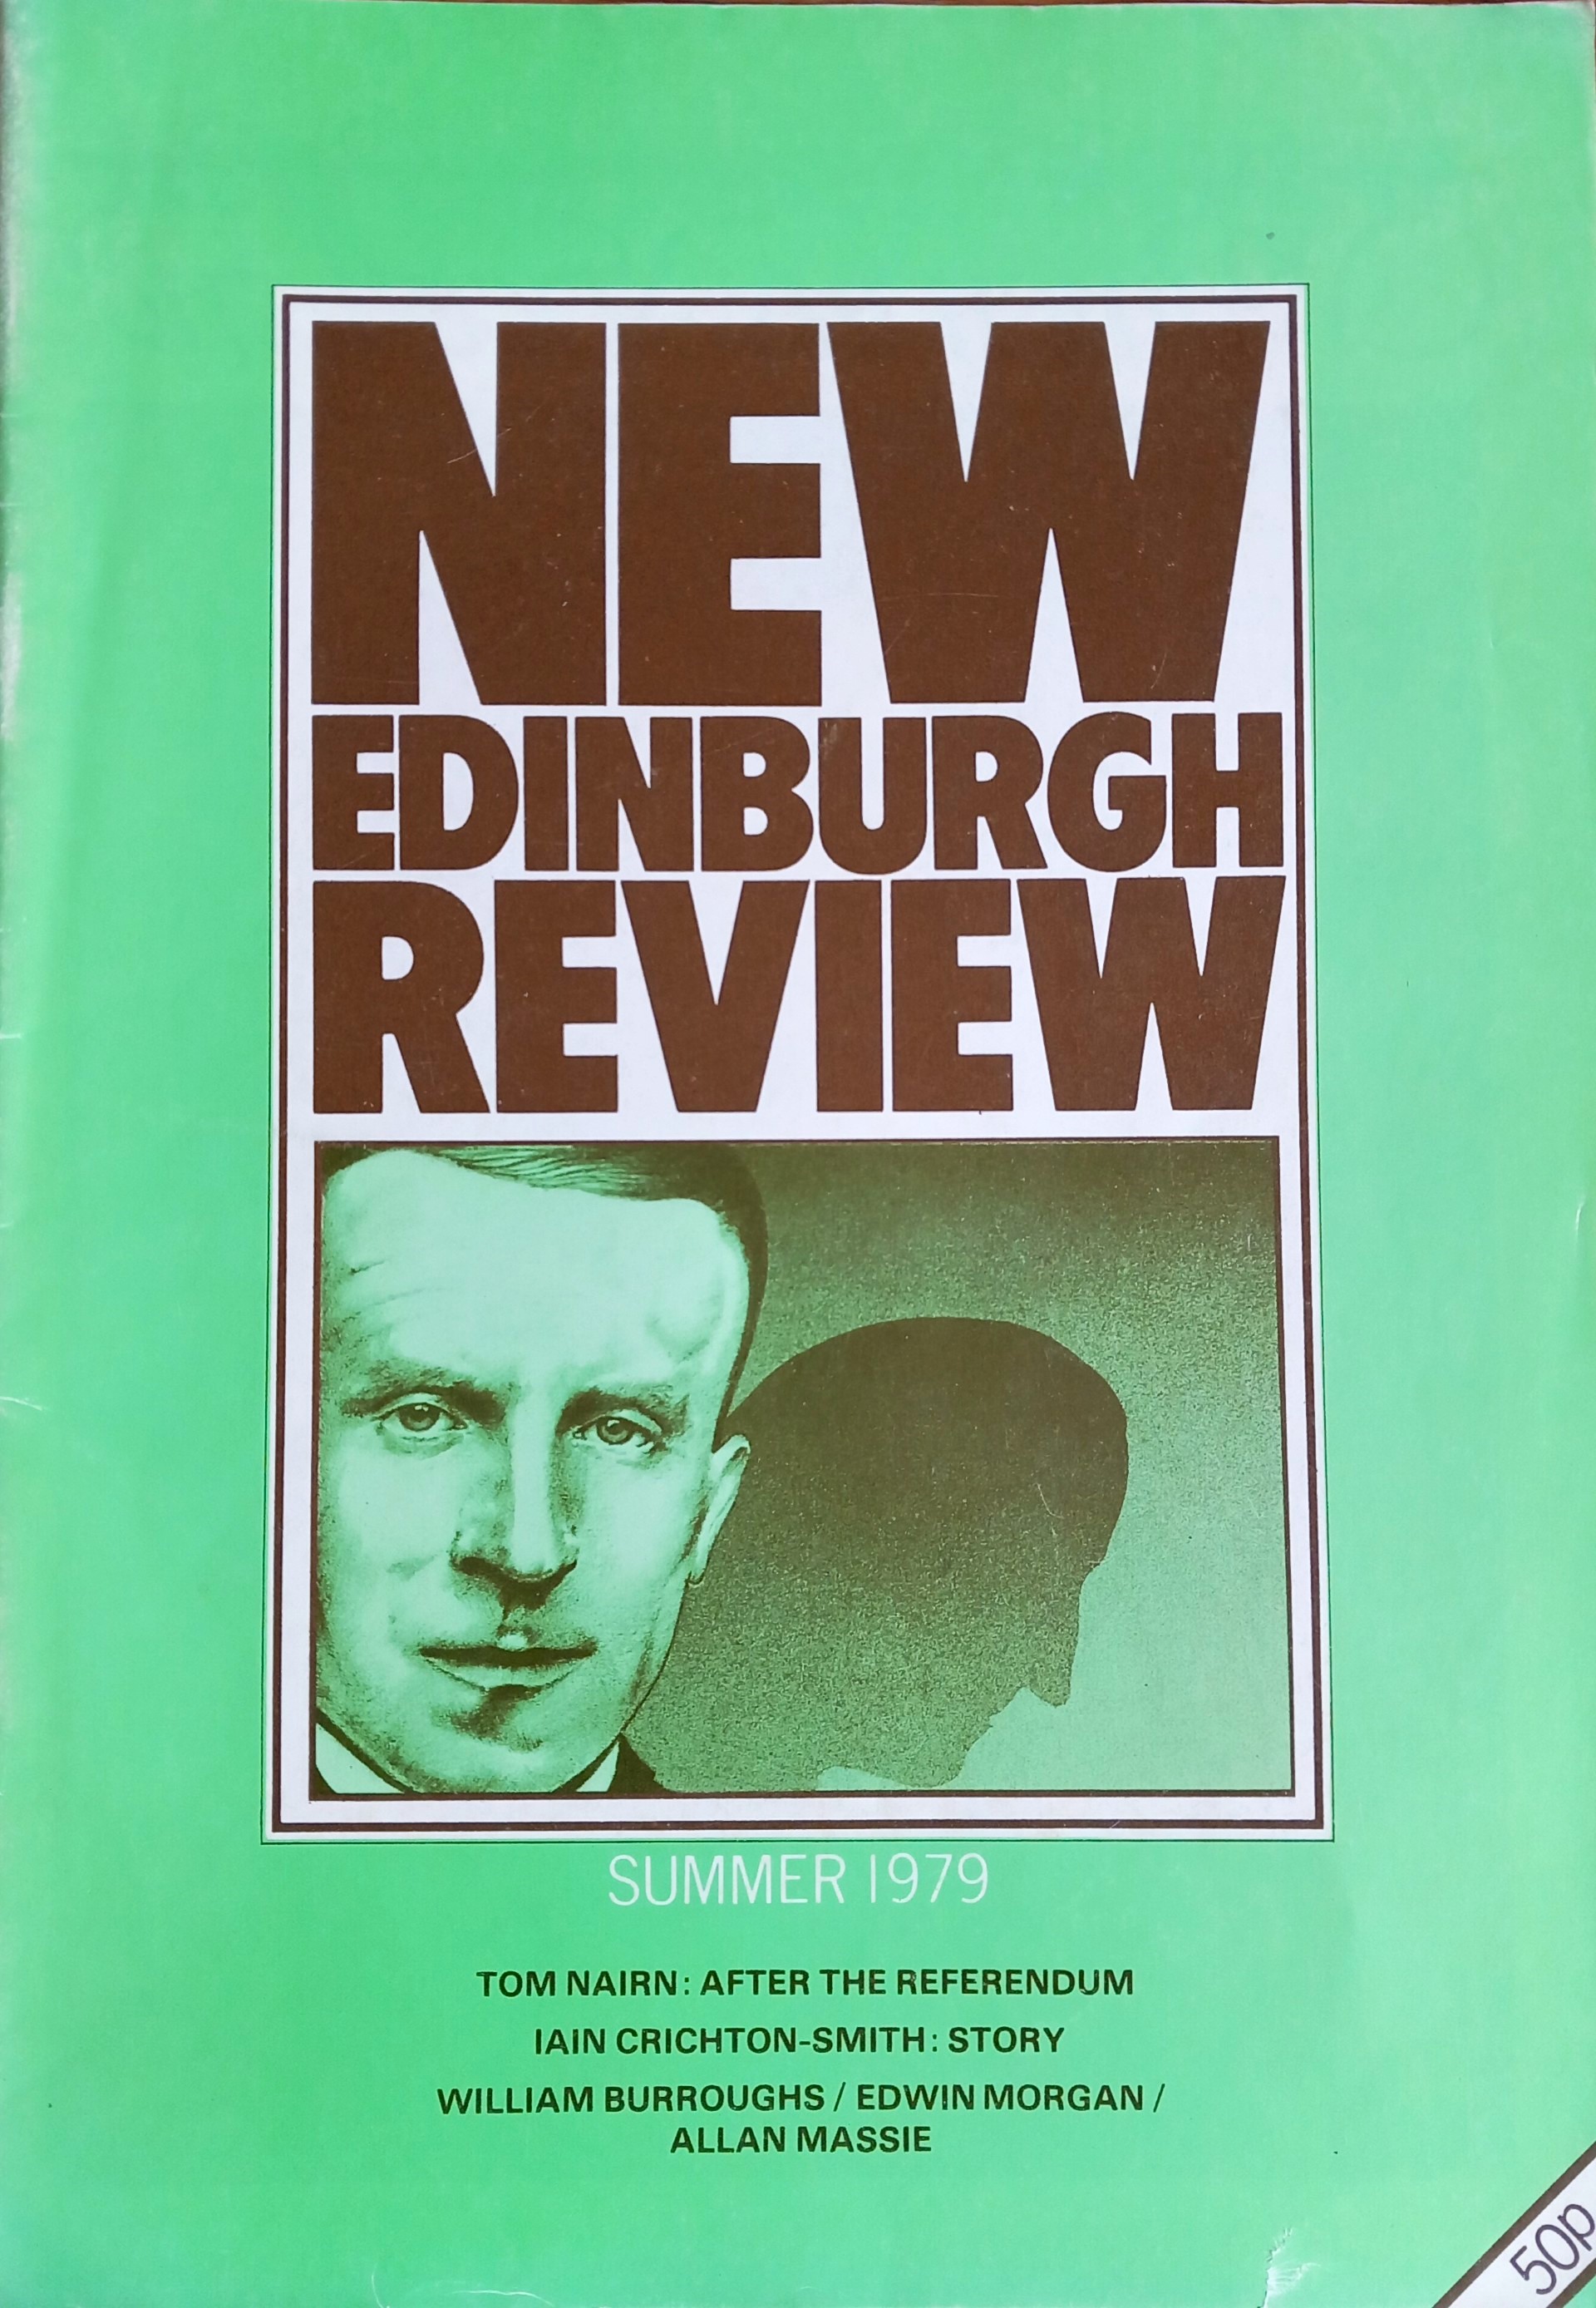 NEW
EDINBURGH
REVIEW
SUMMER 1979
TOM NAIRN: AFTER THE REFERENDUM
IAIN CRICHTON-SMITH: STORY
WILLIAM BURROUGHS / EDWIN MORGAN /
ALLAN MASSIE
50p